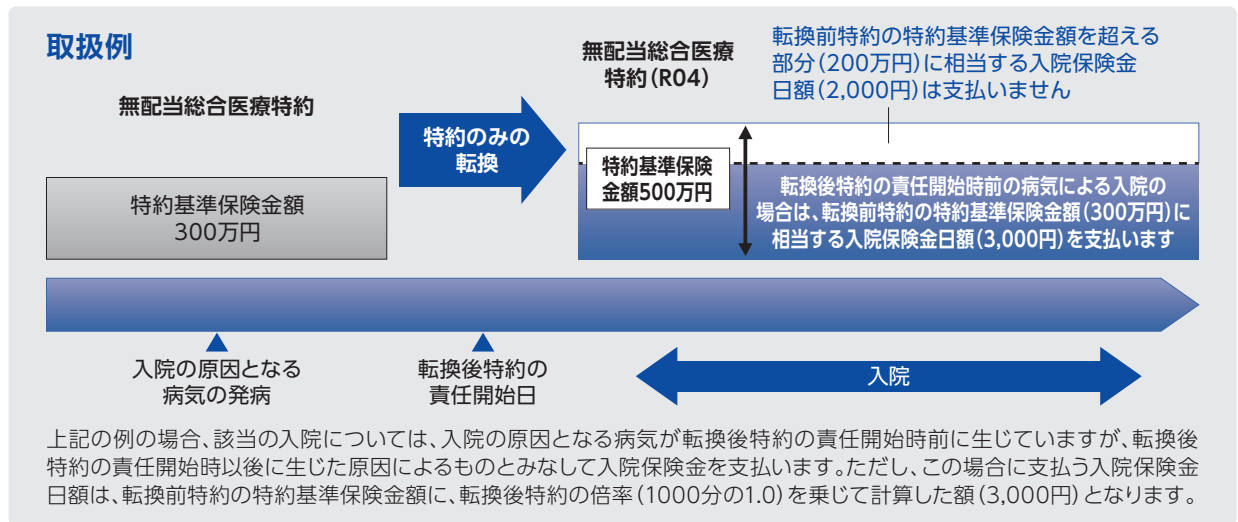 取扱例
無配当総合医療特約
特約基準保険金額
300万円
特約のみの
転換
無配当総合医療
特約(R04)
転換前特約の特約基準保険金額を超える
部分(200万円)に相当する入院保険金
日額(2,000円)は支払いません
特約基準保険
金額500万円
転換後特約の責任開始時前の病気による入院の
場合は、転換前特約の特約基準保険金額(300万円)に
相当する入院保険金日額(3,000円)を支払います
入院の原因となる
病気の発病
転換後特約の
責任開始日
入院
上記の例の場合、該当の入院については、入院の原因となる病気が転換後特約の責任開始時前に生じていますが、転換後
特約の責任開始時以後に生じた原因によるものとみなして入院保険金を支払います。ただし、この場合に支払う入院保険金
日額は、転換前特約の特約基準保険金額に、転換後特約の倍率(1000分の1.0)を乗じて計算した額(3,000円)となります。